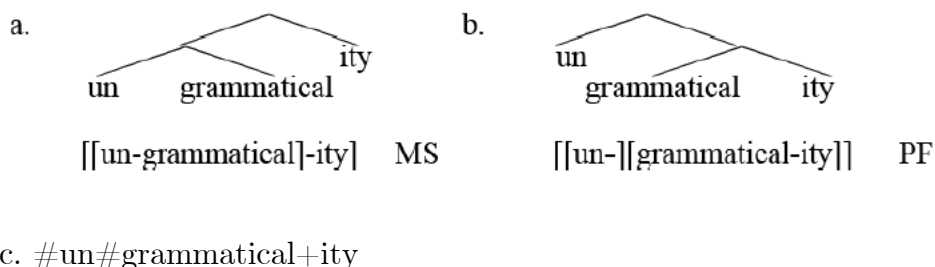 a. b.
ity un
un grammatical grammatical ity
[[un-grammatical]-ity] MS [[un-][grammatical-ity]] PF
c. #un#grammatical+ity